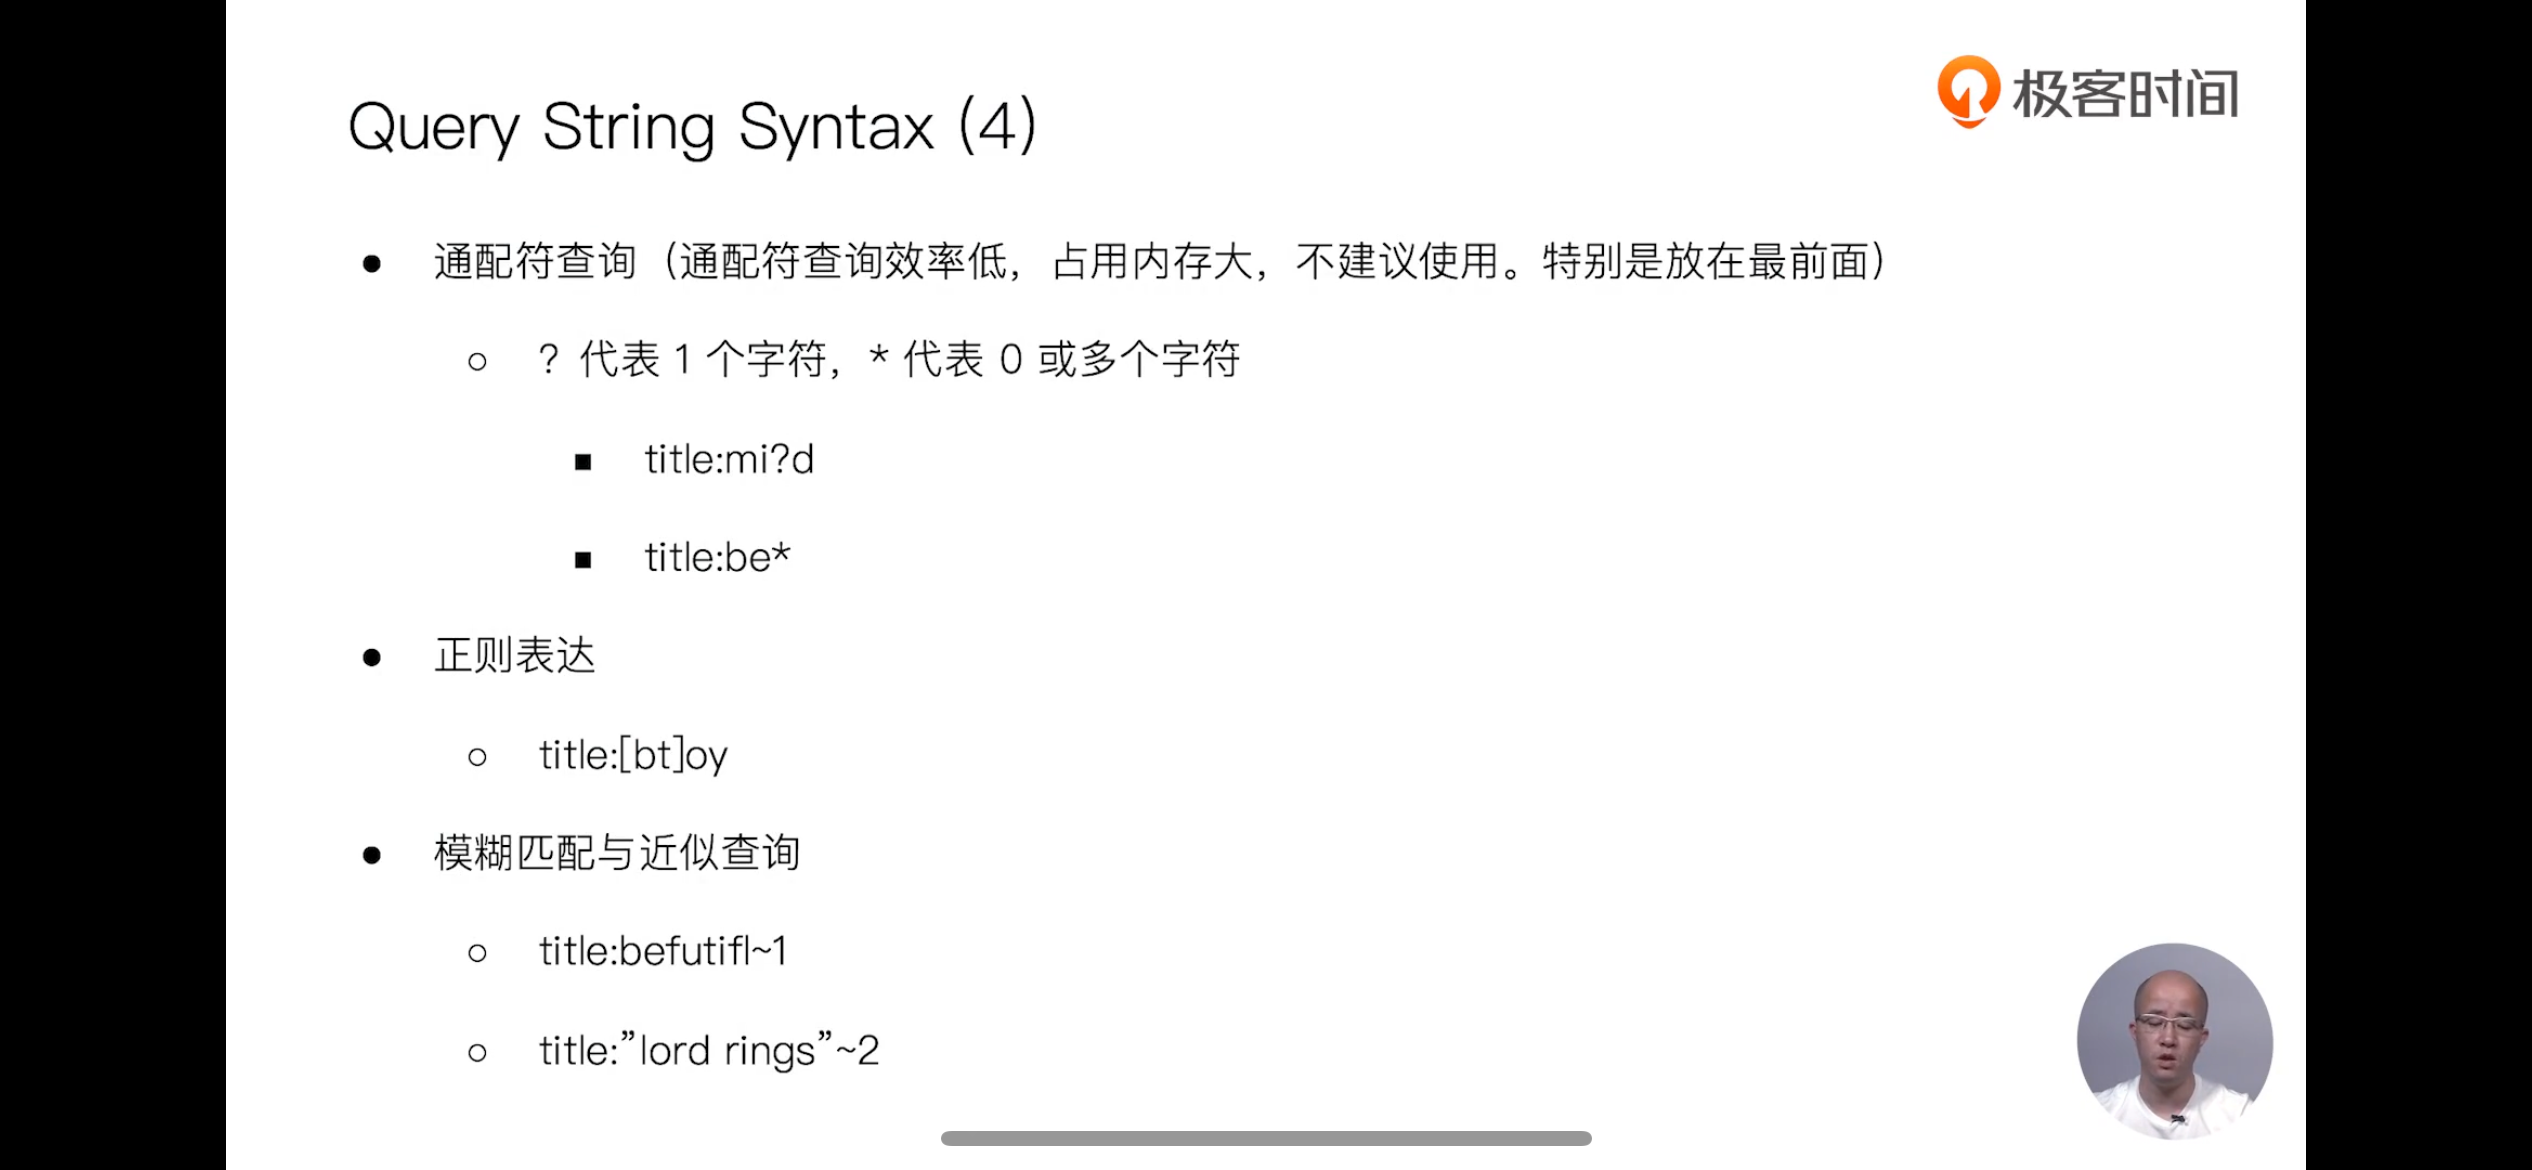 极客时间
Query String Syntax (4)
通配符查询（通配符查询效率低，占用内存大，不建议使用。特别是放在最前面）
？代表 1 个字符，* 代表 0 或多个字符
title:mi?d
title:be*
正则表达
title:[bt]oy
模糊匹配与近似查询
title:befutifl~1
title:”lord rings”~2